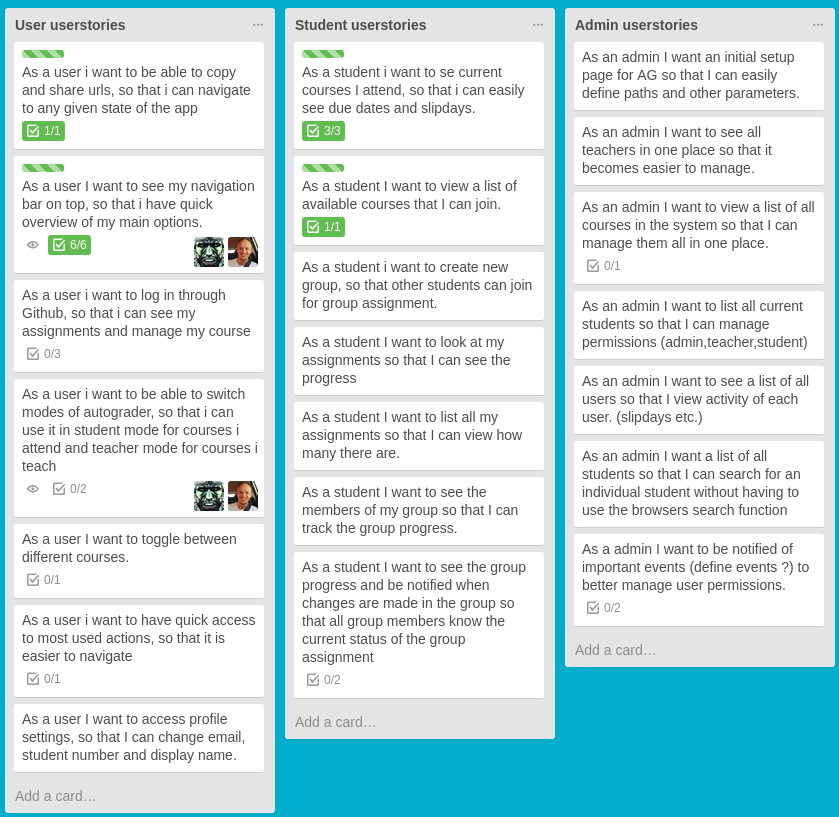 User userstories
As a user i want to be able to copy
and share urls, so that i can navigate
to any given state of the app
1/1
As a user I want to see my navigation
bar on top, so that i have quick
overview of my main options.
6/6
As a user i want to log in through
Github, so that i can see my
assignments and manage my course
0/3
As a user i want to be able to switch
modes of autograder, so that i can
use it in student mode for courses i
attend and teacher mode for courses i
teach
0/2
As a user I want to toggle between
different courses.
0/1
As a user i want to have quick access
to most used actions, so that it is
easier to navigate
0/1
As a user I want to access profile
settings, so that I can change email,
student number and display name.
Add a card…
Student userstories
As a student i want to se current
courses I attend, so that i can easily
see due dates and slipdays.
3/3
As a student I want to view a list of
available courses that I can join.
1/1
As a student i want to create new
group, so that other students can join
for group assignment.
As a student I want to look at my
assignments so that I can see the
progress
As a student I want to list all my
assignments so that I can view how
many there are.
As a student I want to see the
members of my group so that I can
track the group progress.
As a student I want to see the group
progress and be notified when
changes are made in the group so
that all group members know the
current status of the group
assignment
0/2
Add a card…
Admin userstories
As an admin I want an initial setup
page for AG so that I can easily
define paths and other parameters.
As an admin I want to see all
teachers in one place so that it
becomes easier to manage.
As an admin I want to view a list of all
courses in the system so that I can
manage them all in one place.
0/1
As an admin I want to list all current
students so that I can manage
permissions (admin,teacher,student)
As an admin I want to see a list of all
users so that I view activity of each
user. (slipdays etc.)
As an admin I want a list of all
students so that I can search for an
individual student without having to
use the browsers search function
As a admin I want to be notified of
important events (define events ?) to
better manage user permissions.
0/2
Add a card…